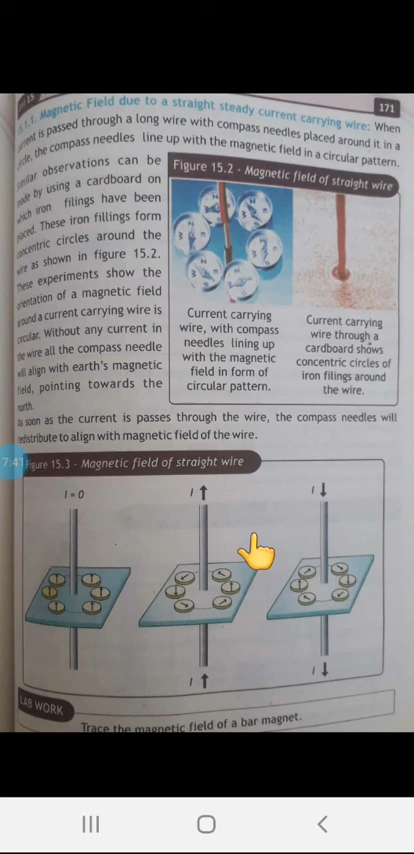 171
15.1.1. Magnetic Field due to a straight steady current carrying wire: When
current is passed through a long wire with compass needles placed around it in a
circle, the compass needles line up with the magnetic field in a circular pattern.
Similar observations can be
made by using a cardboard on
which iron filings have been
placed. These iron fillings form
concentric circles around the
wire as shown in figure 15.2.
These experiments show the
orientation of a magnetic field
around a current carrying wire is
circular. Without any current in
the wire all the compass needle
will align with earth's magnetic
field, pointing towards the
north.
Figure 15.2 - Magnetic field of straight wire
Current carrying
wire, with compass
needles lining up
with the magnetic
field in form of
circular pattern.
Current carrying
wire through a
cardboard shows
concentric circles of
iron filings around
the wire.
As soon as the current is passes through the wire, the compass needles will
redistribute to align with magnetic field of the wire.
7:41
Figure 15.3 - Magnetic field of straight wire
I = 0
I ↑
I ↓
I ↑
I ↓
LAB WORK
Trace the magnetic field of a bar magnet.